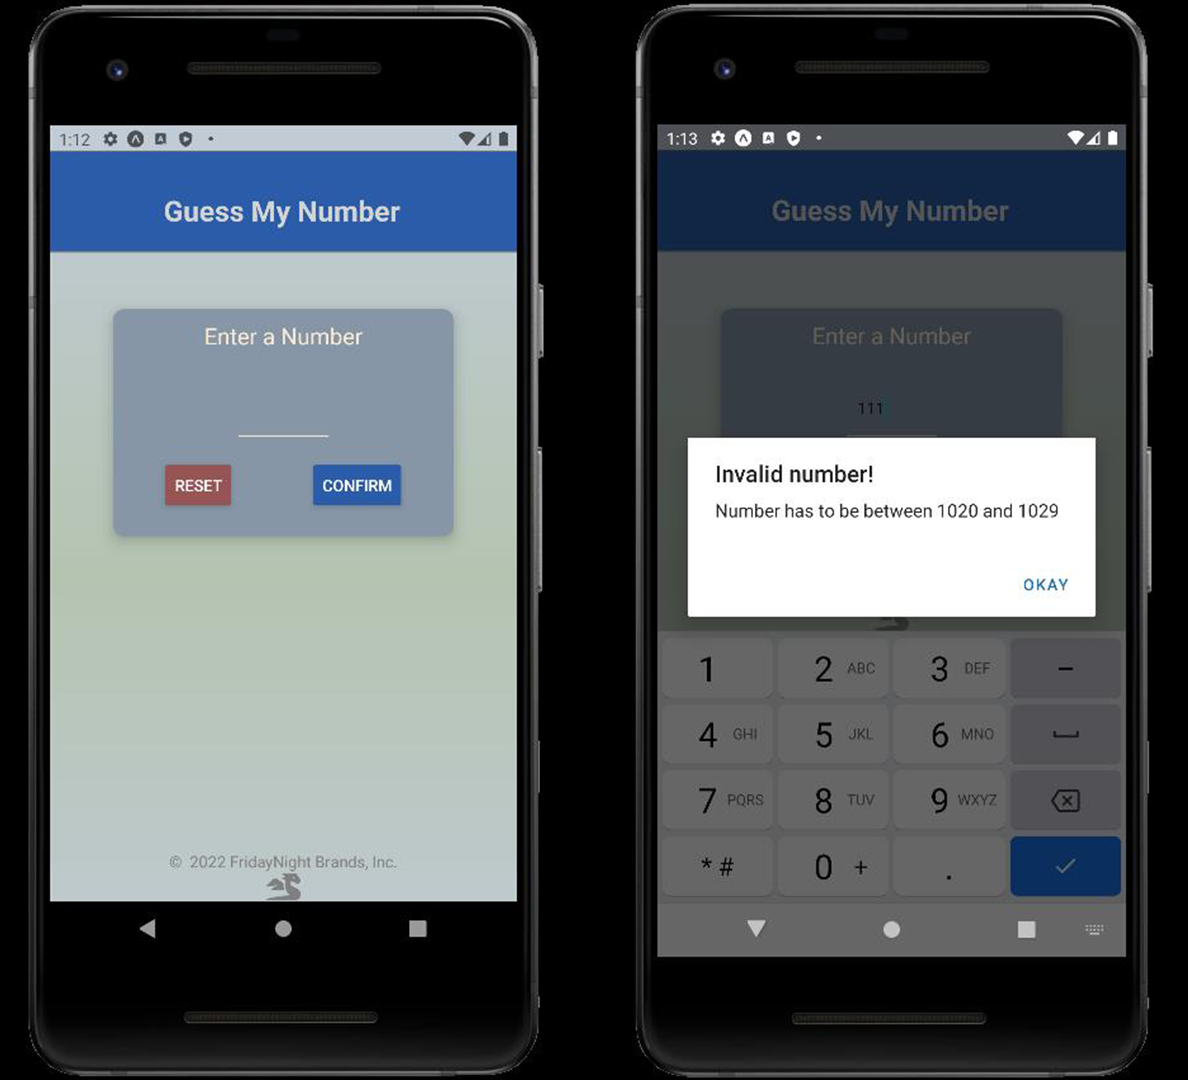 1:12
Guess My Number
Enter a Number
RESET CONFIRM
© 2022 FridayNight Brands, Inc.
1:13
Guess My Number
Enter a Number
111
Invalid number!
Number has to be between 1020 and 1029
OKAY
1 2 ABC 3 DEF –
4 GHI 5 JKL 6 MNO
7 PQRS 8 TUV 9 WXYZ
* # 0 + .